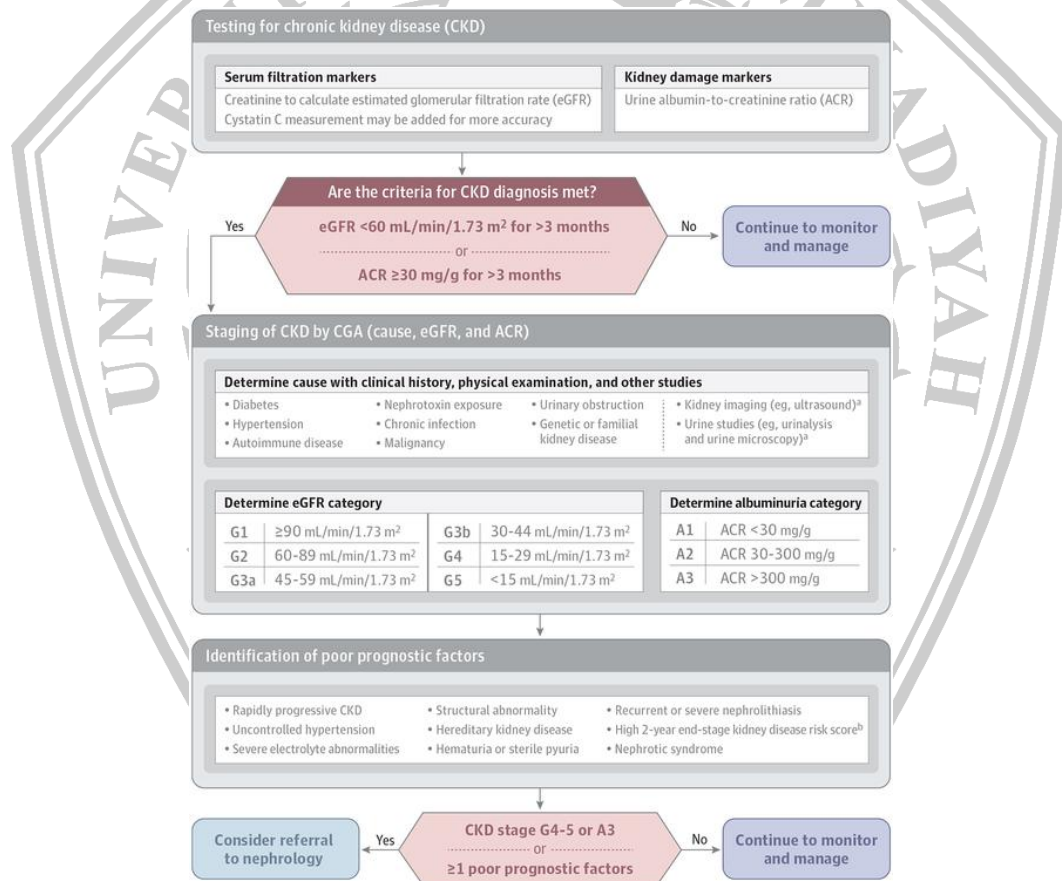 Testing for chronic kidney disease (CKD)
Serum filtration markers
Creatinine to calculate estimated glomerular filtration rate (eGFR)
Cystatin C measurement may be added for more accuracy
Kidney damage markers
Urine albumin-to-creatinine ratio (ACR)
Are the criteria for CKD diagnosis met?
eGFR <60 mL/min/1.73 m² for >3 months
or
ACR ≥30 mg/g for >3 months
Yes
No
Continue to monitor
and manage
Staging of CKD by CGA (cause, eGFR, and ACR)
Determine cause with clinical history, physical examination, and other studies
• Diabetes
• Hypertension
• Autoimmune disease
• Nephrotoxin exposure
• Chronic infection
• Malignancy
• Urinary obstruction
• Genetic or familial
kidney disease
• Kidney imaging (eg, ultrasound)ᵃ
• Urine studies (eg, urinalysis
and urine microscopy)ᵃ
Determine eGFR category
G1 ≥90 mL/min/1.73 m²
G2 60-89 mL/min/1.73 m²
G3a 45-59 mL/min/1.73 m²
G3b 30-44 mL/min/1.73 m²
G4 15-29 mL/min/1.73 m²
G5 <15 mL/min/1.73 m²
Determine albuminuria category
A1 ACR <30 mg/g
A2 ACR 30-300 mg/g
A3 ACR >300 mg/g
Identification of poor prognostic factors
• Rapidly progressive CKD
• Uncontrolled hypertension
• Severe electrolyte abnormalities
• Structural abnormality
• Hereditary kidney disease
• Hematuria or sterile pyuria
• Recurrent or severe nephrolithiasis
• High 2-year end-stage kidney disease risk scoreᵇ
• Nephrotic syndrome
CKD stage G4-5 or A3
or
≥1 poor prognostic factors
Yes
Consider referral
to nephrology
No
Continue to monitor
and manage